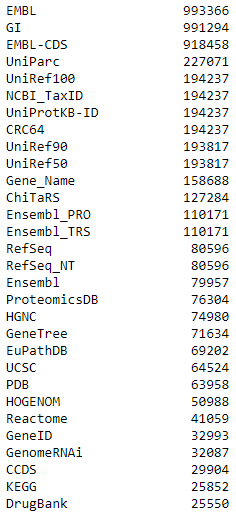 EMBL 993366
GI 991294
EMBL-CDS 918458
UniParc 227071
UniRef100 194237
NCBI_TaxID 194237
UniProtKB-ID 194237
CRC64 194237
UniRef90 193817
UniRef50 193817
Gene_Name 158688
ChiTaRS 127284
Ensembl_PRO 110171
Ensembl_TRS 110171
RefSeq 80596
RefSeq_NT 80596
Ensembl 79957
ProteomicsDB 76304
HGNC 74980
GeneTree 71634
EuPathDB 69202
UCSC 64524
PDB 63958
HOGENOM 50988
Reactome 41059
GeneID 32993
GenomeRNAi 32087
CCDS 29904
KEGG 25852
DrugBank 25550